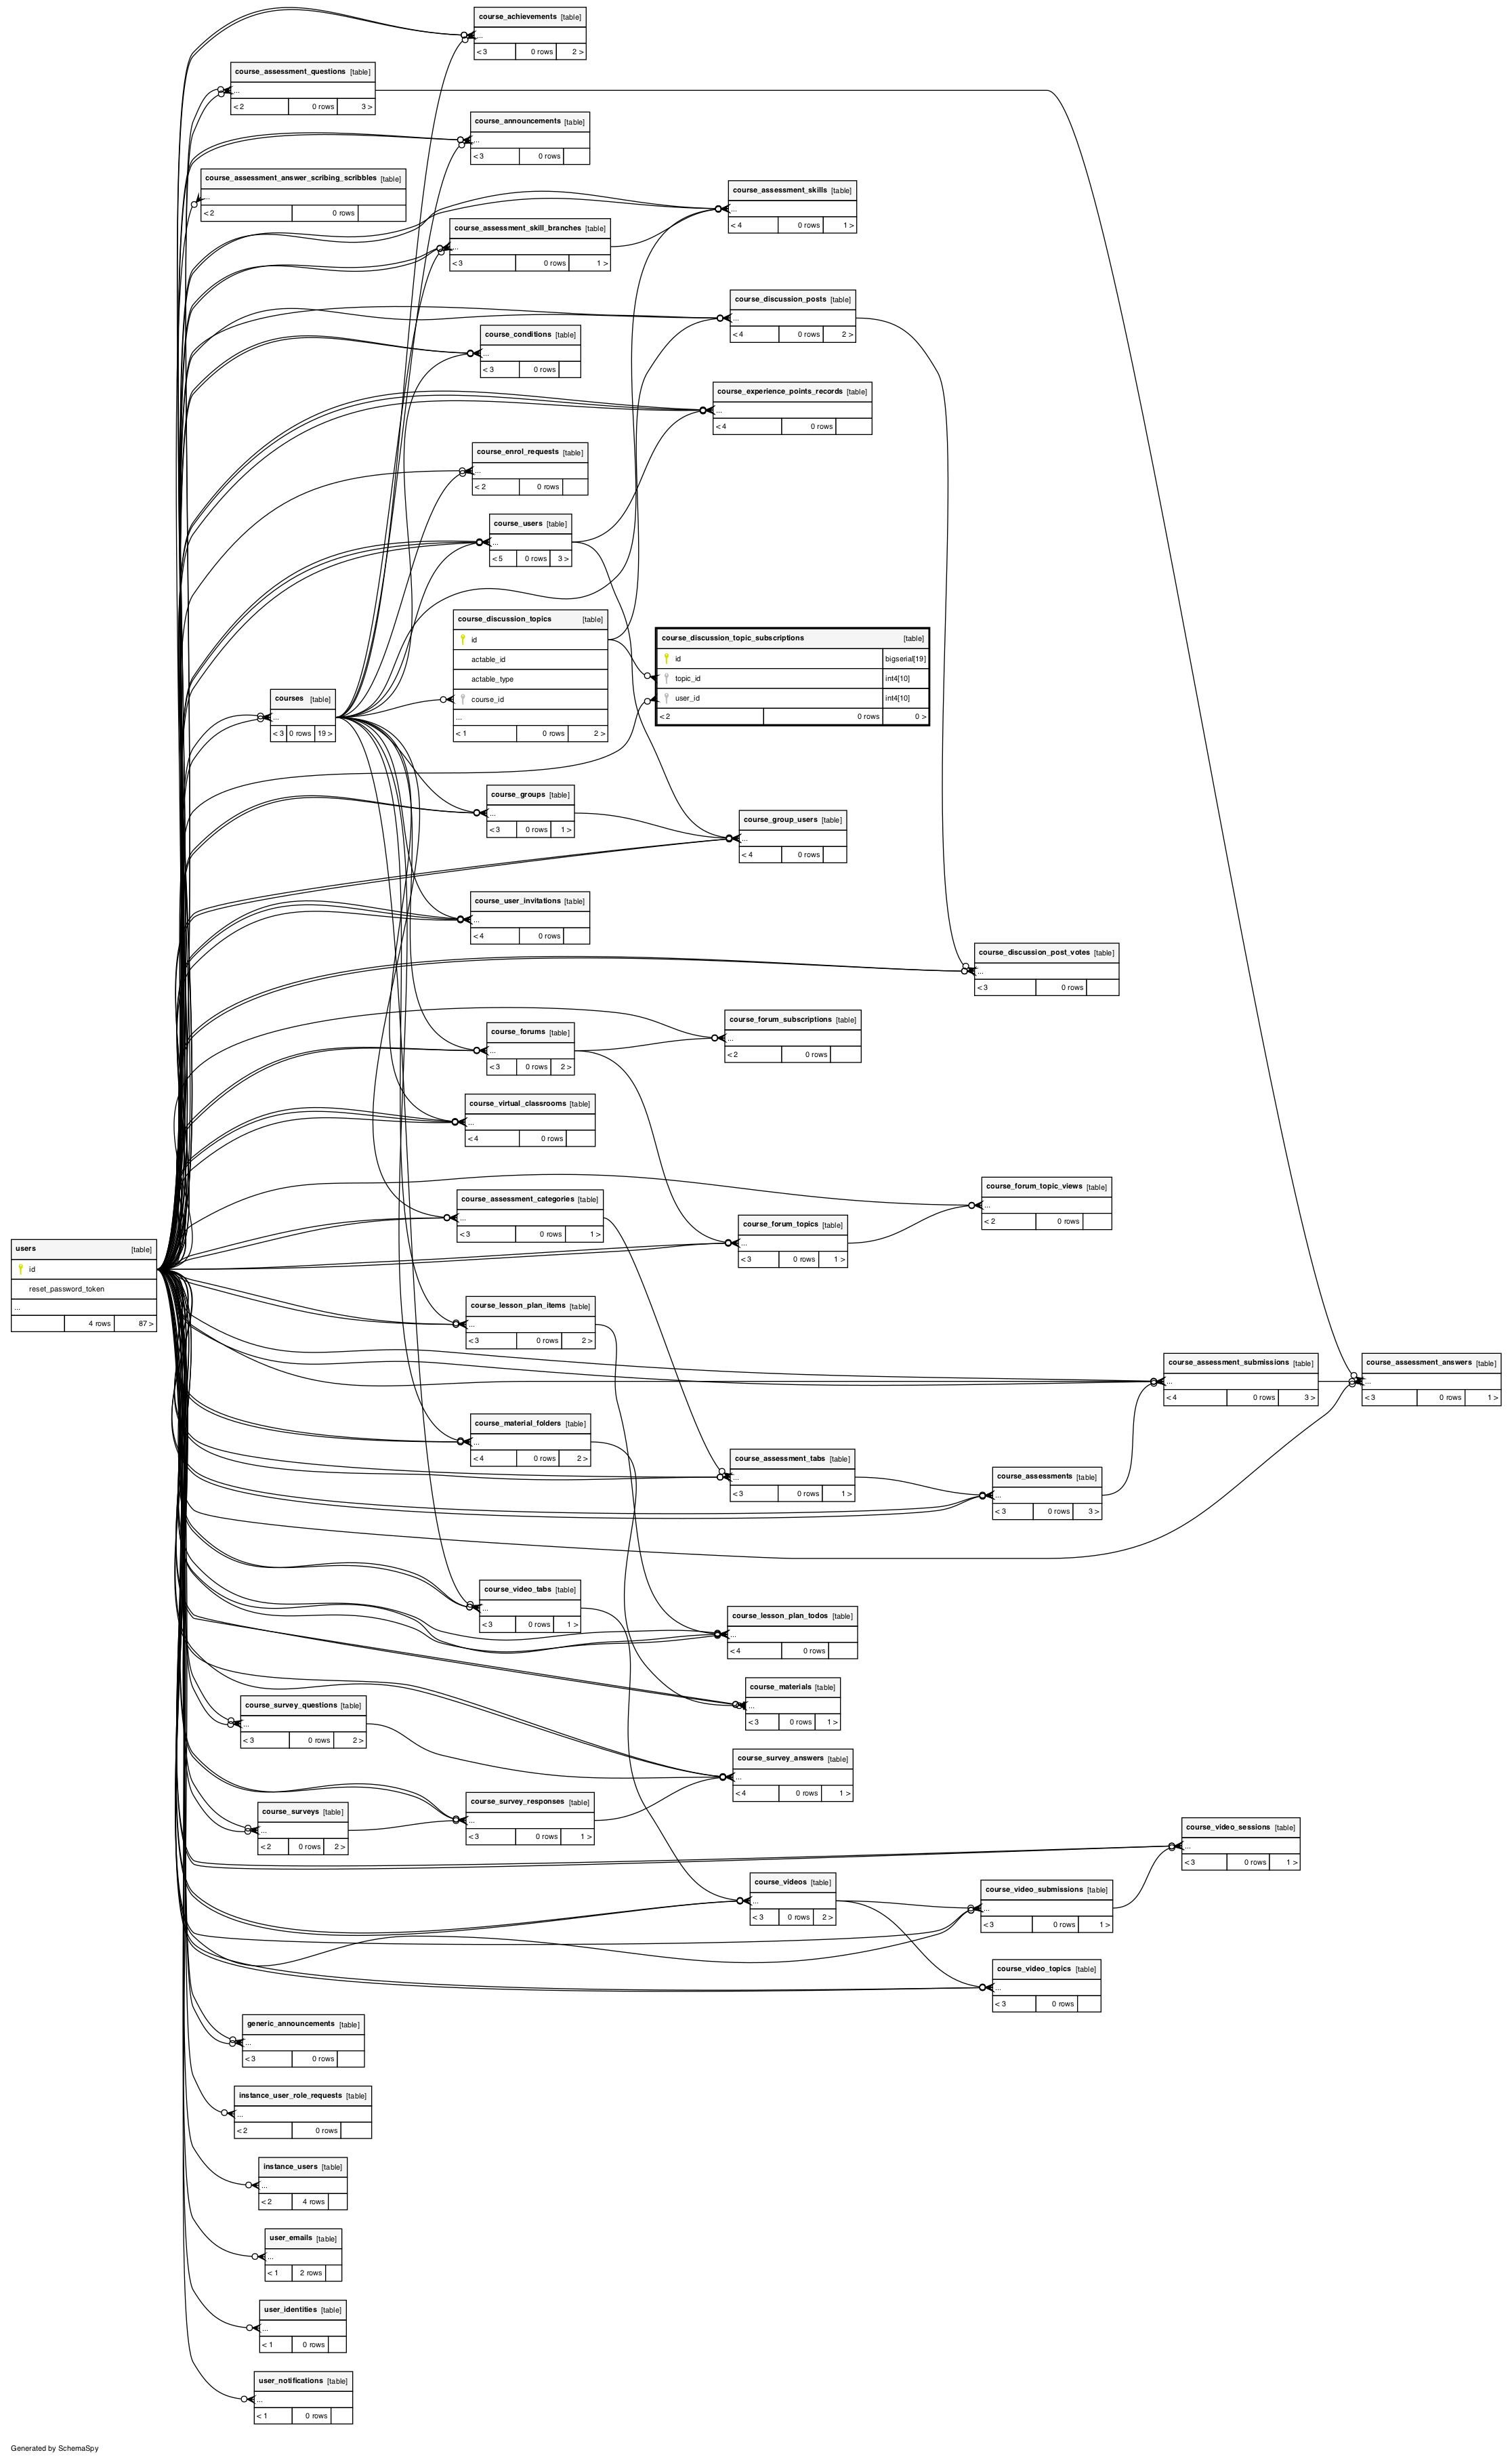 course_achievements [table]
...
< 3 0 rows 2 >
course_assessment_questions [table]
...
< 2 0 rows 3 >
course_announcements [table]
...
< 3 0 rows
course_assessment_answer_scribing_scribbles [table]
...
< 2 0 rows
course_assessment_skills [table]
...
< 4 0 rows 1 >
course_assessment_skill_branches [table]
...
< 3 0 rows 1 >
course_discussion_posts [table]
...
< 4 0 rows 2 >
course_conditions [table]
...
< 3 0 rows
course_experience_points_records [table]
...
< 4 0 rows
course_enrol_requests [table]
...
< 2 0 rows
course_users [table]
...
< 5 0 rows 3 >
course_discussion_topics [table]
id
actable_id
actable_type
course_id
...
< 1 0 rows 2 >
course_discussion_topic_subscriptions [table]
id bigserial[19]
topic_id int4[10]
user_id int4[10]
< 2 0 rows 0 >
courses [table]
...
< 3 0 rows 19 >
course_groups [table]
...
< 3 0 rows 1 >
course_group_users [table]
...
< 4 0 rows
course_user_invitations [table]
...
< 4 0 rows
course_discussion_post_votes [table]
...
< 3 0 rows
course_forum_subscriptions [table]
...
< 2 0 rows
course_forums [table]
...
< 3 0 rows 2 >
course_virtual_classrooms [table]
...
< 4 0 rows
course_forum_topic_views [table]
...
< 2 0 rows
course_assessment_categories [table]
...
< 3 0 rows 1 >
course_forum_topics [table]
...
< 3 0 rows 1 >
users [table]
id
reset_password_token
...
4 rows 87 >
course_lesson_plan_items [table]
...
< 3 0 rows 2 >
course_assessment_submissions [table]
...
< 4 0 rows 3 >
course_assessment_answers [table]
...
< 3 0 rows 1 >
course_material_folders [table]
...
< 4 0 rows 2 >
course_assessment_tabs [table]
...
< 3 0 rows 1 >
course_assessments [table]
...
< 3 0 rows 3 >
course_video_tabs [table]
...
< 3 0 rows 1 >
course_lesson_plan_todos [table]
...
< 4 0 rows
course_materials [table]
...
< 3 0 rows 1 >
course_survey_questions [table]
...
< 3 0 rows 2 >
course_survey_answers [table]
...
< 4 0 rows 1 >
course_survey_responses [table]
...
< 3 0 rows 1 >
course_surveys [table]
...
< 2 0 rows 2 >
course_video_sessions [table]
...
< 3 0 rows 1 >
course_videos [table]
...
< 3 0 rows 2 >
course_video_submissions [table]
...
< 3 0 rows 1 >
course_video_topics [table]
...
< 3 0 rows
generic_announcements [table]
...
< 3 0 rows
instance_user_role_requests [table]
...
< 2 0 rows
instance_users [table]
...
< 2 4 rows
user_emails [table]
...
< 1 2 rows
user_identities [table]
...
< 1 0 rows
user_notifications [table]
...
< 1 0 rows
Generated by SchemaSpy